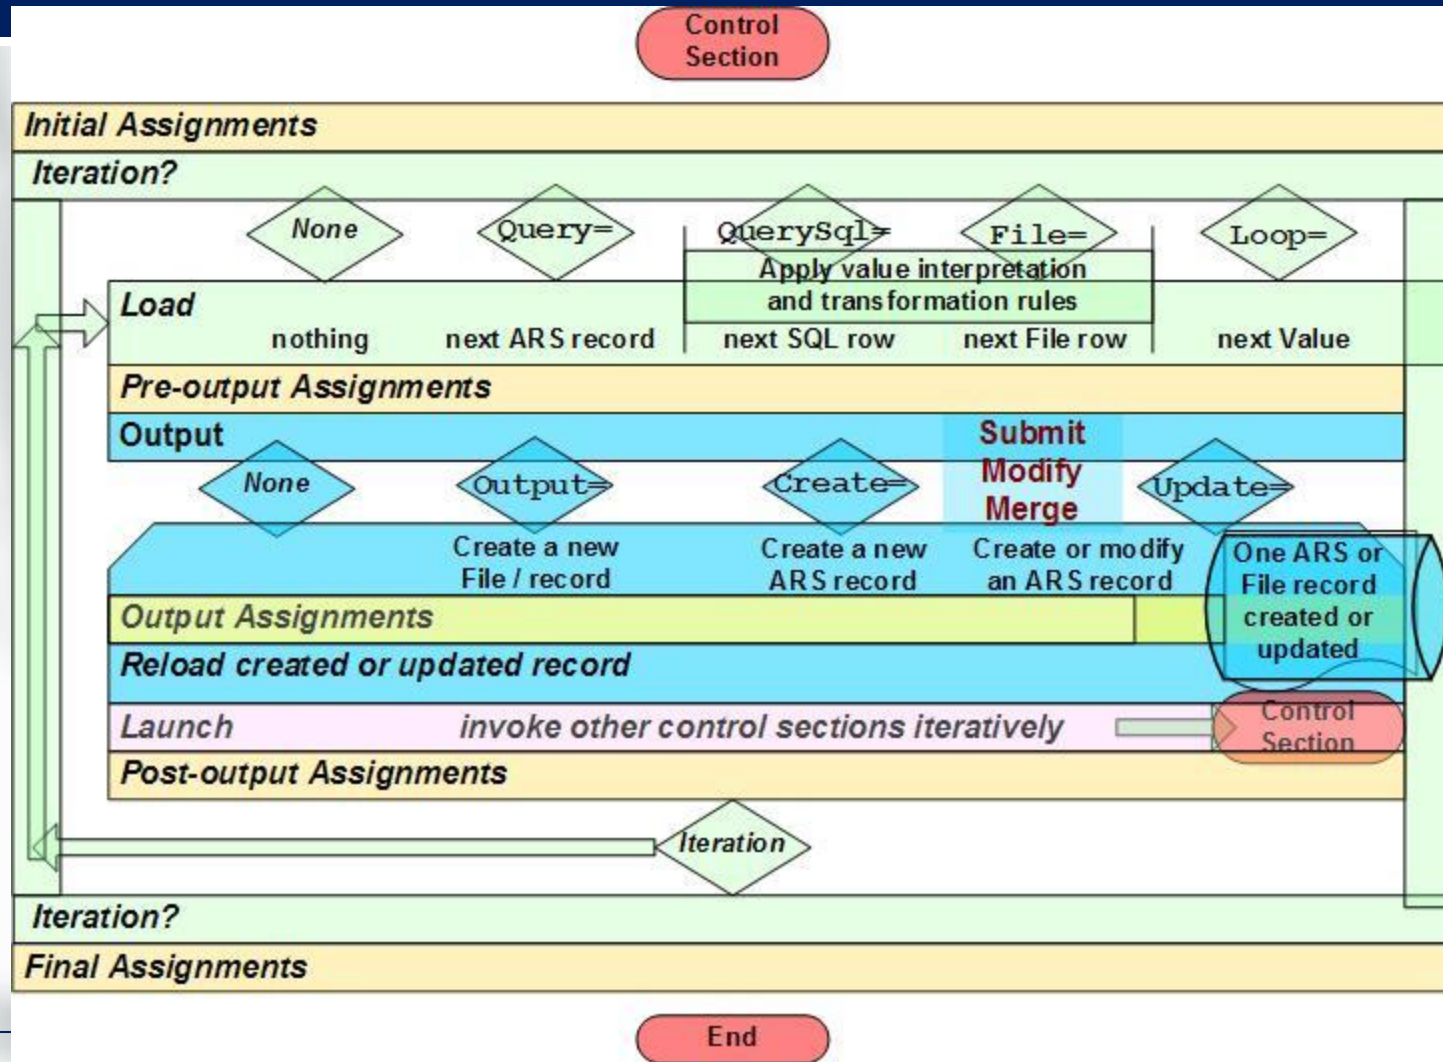 Control
Section
Initial Assignments
Iteration?
None
Query=
QuerySql=
File=
Loop=
Apply value interpretation
and transformation rules
Load
nothing
next ARS record
next SQL row
next File row
next Value
Pre-output Assignments
Output
Submit
Modify
Merge
None
Output=
Create=
Update=
Create a new
File / record
Create a new
ARS record
Create or modify
an ARS record
One ARS or
File record
created or
updated
Output Assignments
Reload created or updated record
Launch
invoke other control sections iteratively
Control
Section
Post-output Assignments
Iteration
Iteration?
Final Assignments
End